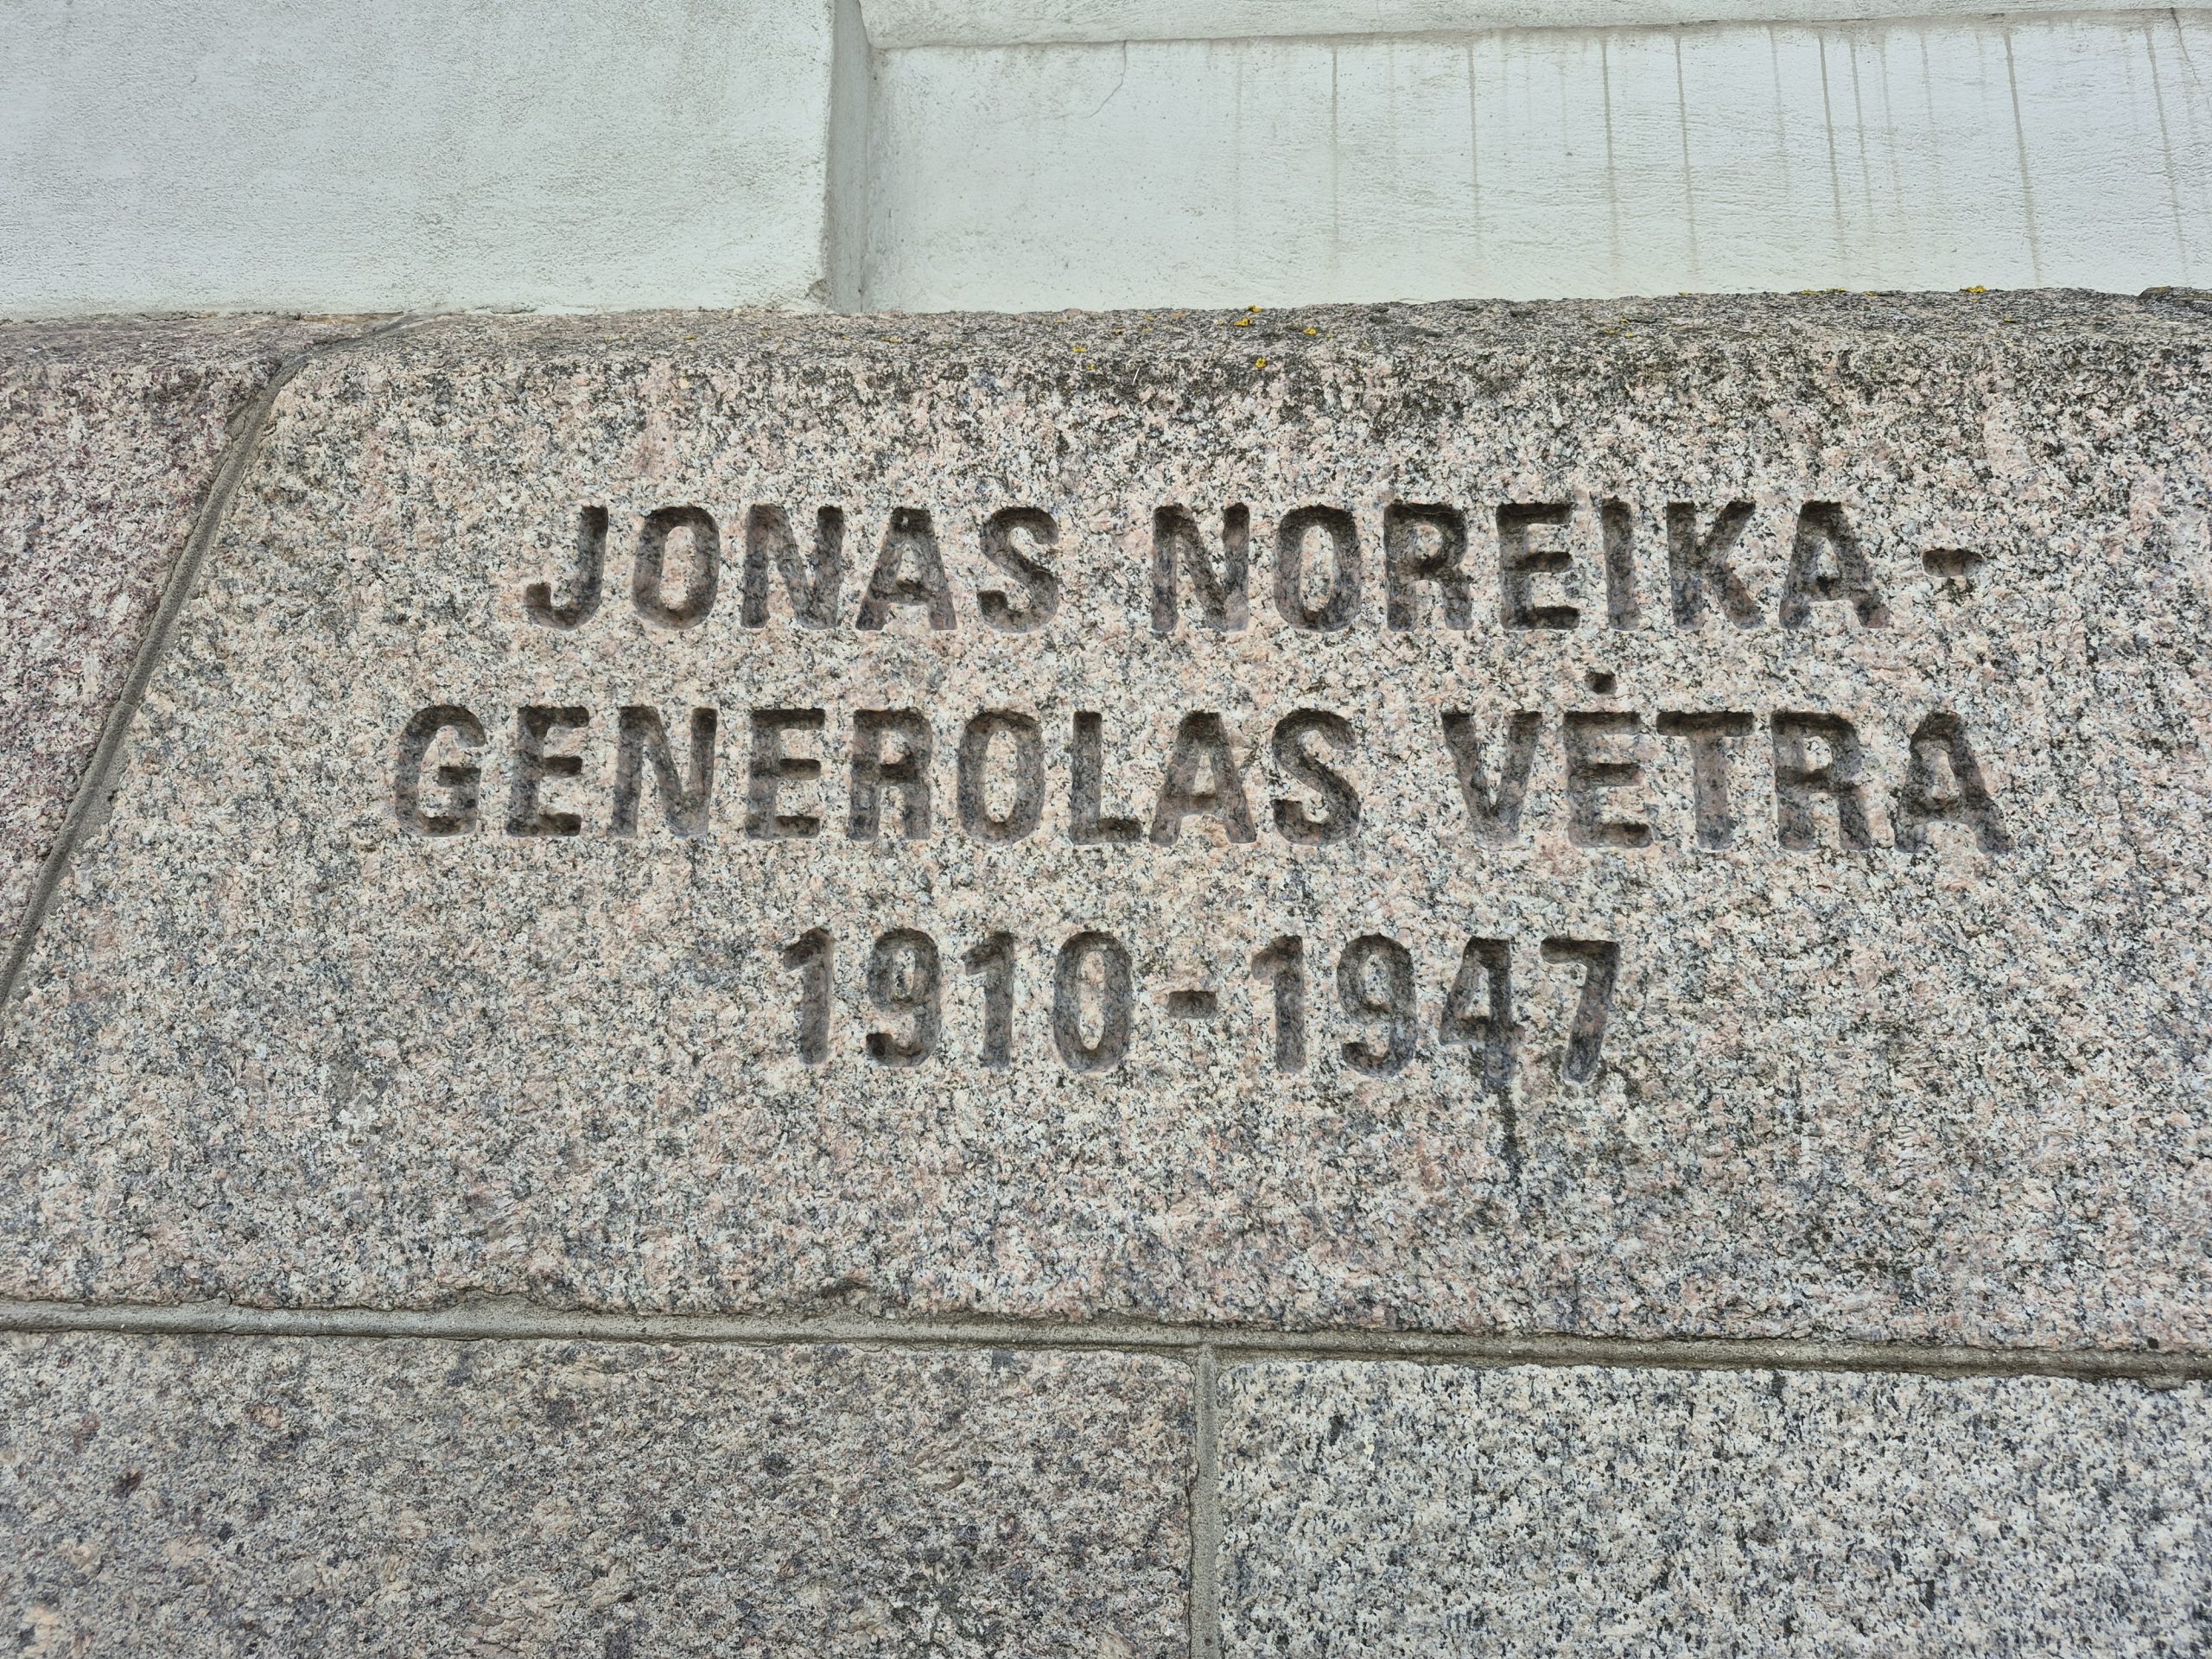 JONAS NOREIKA-
GENEROLAS VĖTRA
1910-1947